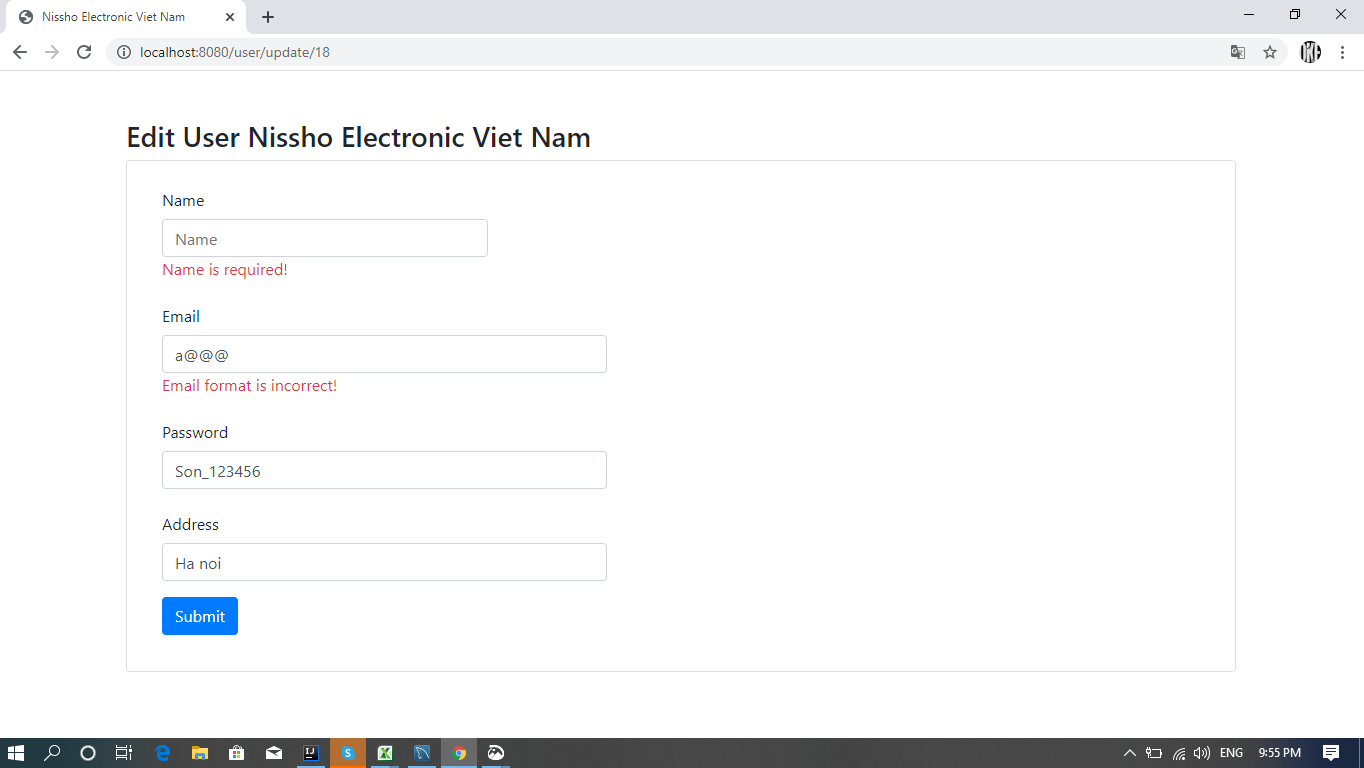 Nissho Electronic Viet Nam
localhost:8080/user/update/18
Edit User Nissho Electronic Viet Nam
Name
Name
Name is required!
Email
a@@@
Email format is incorrect!
Password
Son_123456
Address
Ha noi
Submit
ENG
9:55 PM